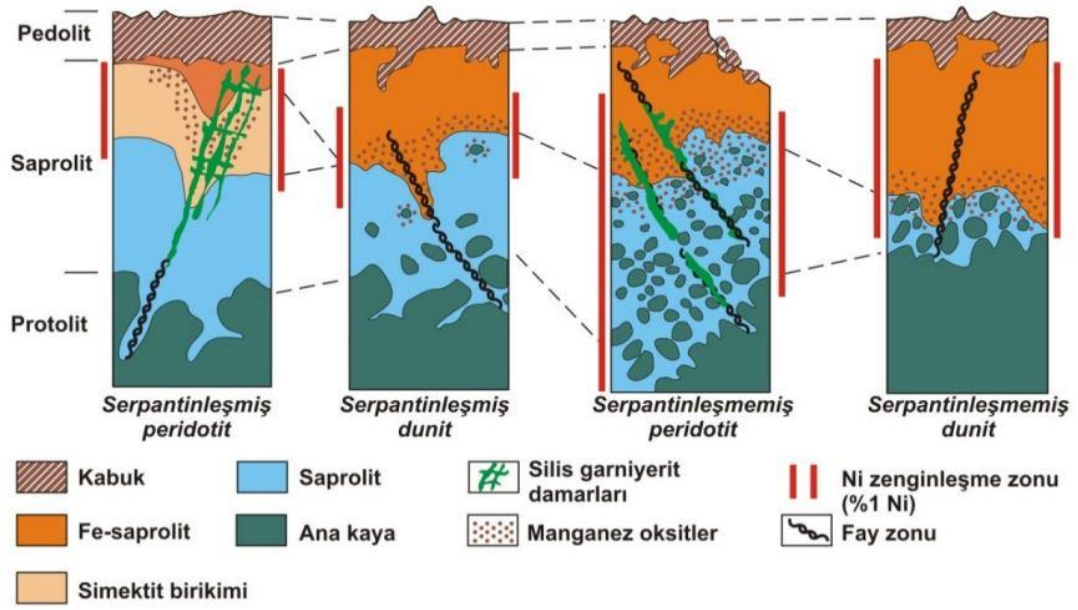 Pedolit
Saprolit
Protolit
Serpantinleşmiş
peridotit
Serpantinleşmiş
dunit
Serpantinleşmemiş
peridotit
Serpantinleşmemiş
dunit
Kabuk
Saprolit
Silis garniyerit
damarları
Ni zenginleşme zonu
(%1 Ni)
Fe-saprolit
Ana kaya
Manganez oksitler
Fay zonu
Simektit birikimi